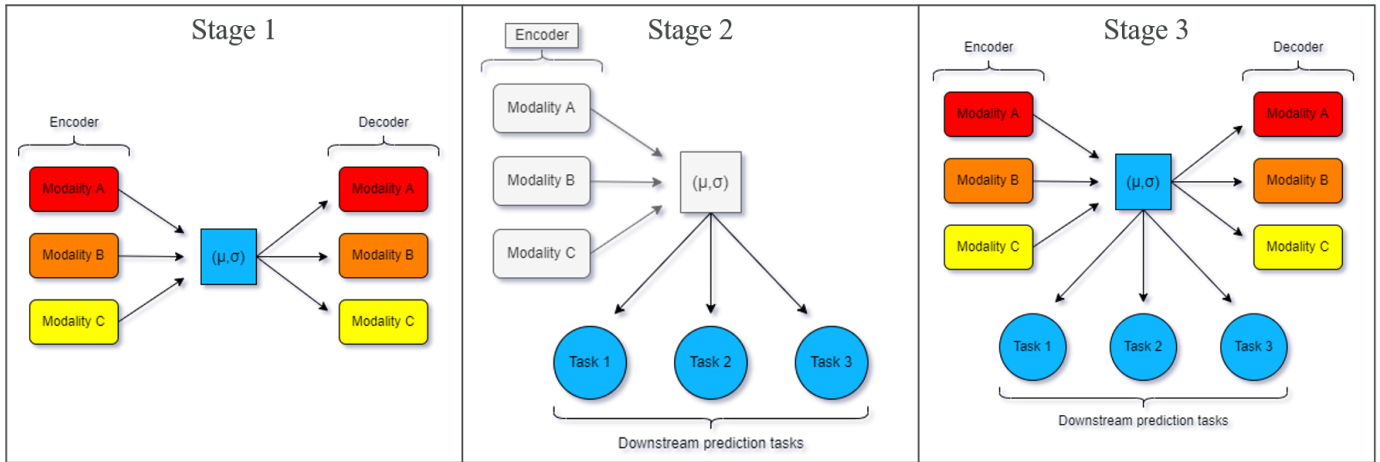 Stage 1
Encoder
Decoder
Modality A
Modality A
Modality B
(μ,σ)
Modality B
Modality C
Modality C
Stage 2
Encoder
Modality A
Modality B
(μ,σ)
Modality C
Task 1
Task 2
Task 3
Downstream prediction tasks
Stage 3
Encoder
Decoder
Modality A
Modality A
Modality B
(μ,σ)
Modality B
Modality C
Modality C
Task 1
Task 2
Task 3
Downstream prediction tasks